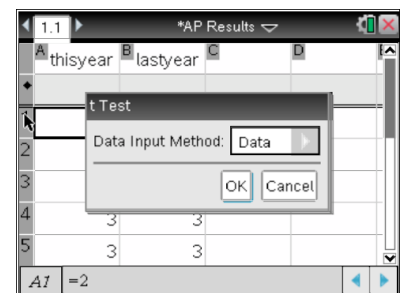 1.1 *AP Results
A thisyear B lastyear C D
t Test
Data Input Method: Data
OK Cancel
2
3
4 3 3
5 3 3
A1 =2